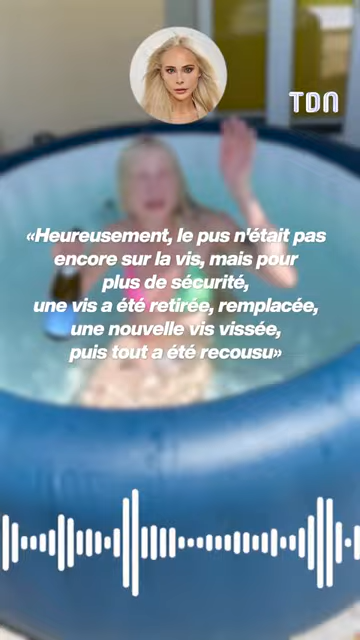 TDN
«Heureusement, le pus n'était pas
encore sur la vis, mais pour
plus de sécurité,
une vis a été retirée, remplacée,
une nouvelle vis vissée,
puis tout a été recousu»